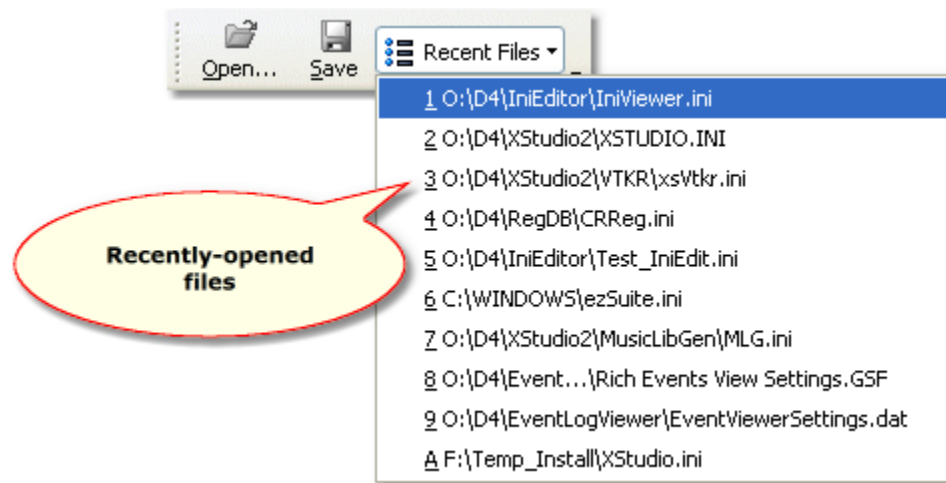 Open... Save Recent Files
1 O:\D4\IniEditor\IniViewer.ini
2 O:\D4\XStudio2\XSTUDIO.INI
3 O:\D4\XStudio2\VTKR\xsVtkr.ini
4 O:\D4\RegDB\CRReg.ini
5 O:\D4\IniEditor\Test_IniEdit.ini
6 C:\WINDOWS\ezSuite.ini
7 O:\D4\XStudio2\MusicLibGen\MLG.ini
8 O:\D4\Event...\Rich Events View Settings.GSF
9 O:\D4\EventLogViewer\EventViewerSettings.dat
A F:\Temp_Install\XStudio.ini
Recently-opened
files